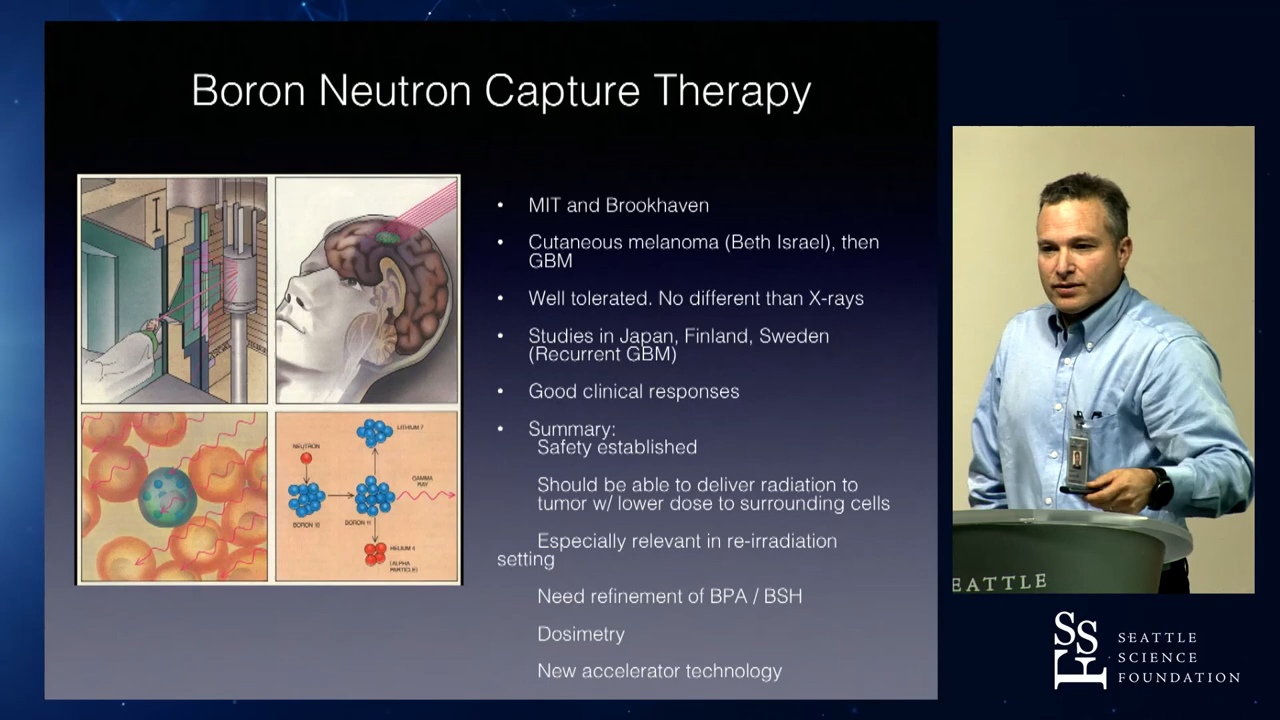 Boron Neutron Capture Therapy
NEUTRON
LITHIUM 7
GAMMA
RAY
BORON 10
BORON 11
HELIUM 4
(ALPHA
PARTICLE)
• MIT and Brookhaven
• Cutaneous melanoma (Beth Israel), then
GBM
• Well tolerated. No different than X-rays
• Studies in Japan, Finland, Sweden
(Recurrent GBM)
• Good clinical responses
• Summary:
Safety established
Should be able to deliver radiation to
tumor w/ lower dose to surrounding cells
Especially relevant in re-irradiation
setting
Need refinement of BPA / BSH
Dosimetry
New accelerator technology
EATTLE
SSF
SEATTLE
SCIENCE
FOUNDATION